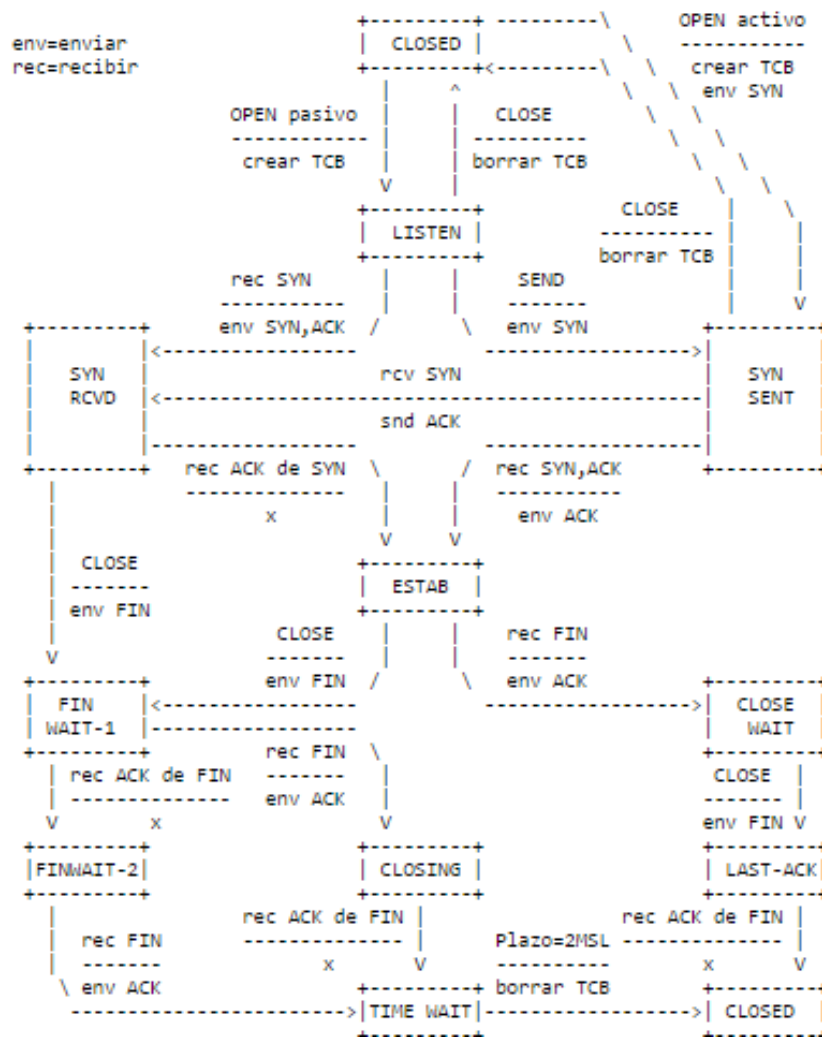 +---------+ ---------\ OPEN activo
env=enviar | CLOSED | \ -----------
rec=recibir +---------+<---------\ \ crear TCB
| ^ \ \ env SYN
OPEN pasivo | | CLOSE \ \
------------ | | ---------- \ \
crear TCB | | borrar TCB \ \
V | \ \
+---------+ CLOSE | \
| LISTEN | ---------- | |
+---------+ borrar TCB | |
rec SYN | | SEND | |
----------- | | ------- | V
+---------+ env SYN,ACK / \ env SYN +---------+
| |<---------------- ------------------>| |
| SYN | rcv SYN | SYN |
| RCVD |<-----------------------------------------------| SENT |
| | snd ACK | |
| |------------------ -------------------| |
+---------+ rec ACK de SYN \ / rec SYN,ACK +---------+
| -------------- | | -----------
| x | | env ACK
| V V
| CLOSE +---------+
| ------- | ESTAB |
| env FIN +---------+
| CLOSE | | rec FIN
V ------- | | -------
+---------+ env FIN / \ env ACK +---------+
| FIN |<----------------- ------------------>| CLOSE |
| WAIT-1 |------------------ | WAIT |
+---------+ rec FIN \ +---------+
| rec ACK de FIN ------- | CLOSE |
| -------------- env ACK | ------- |
V x V env FIN V
+---------+ +---------+ +---------+
|FINWAIT-2| | CLOSING | | LAST-ACK|
+---------+ +---------+ +---------+
| rec ACK de FIN | rec ACK de FIN |
| rec FIN -------------- | Plazo=2MSL -------------- |
| ------- x V ---------- x V
\ env ACK +---------+ borrar TCB +---------+
------------------------>|TIME WAIT|------------------>| CLOSED |
+---------+ +---------+